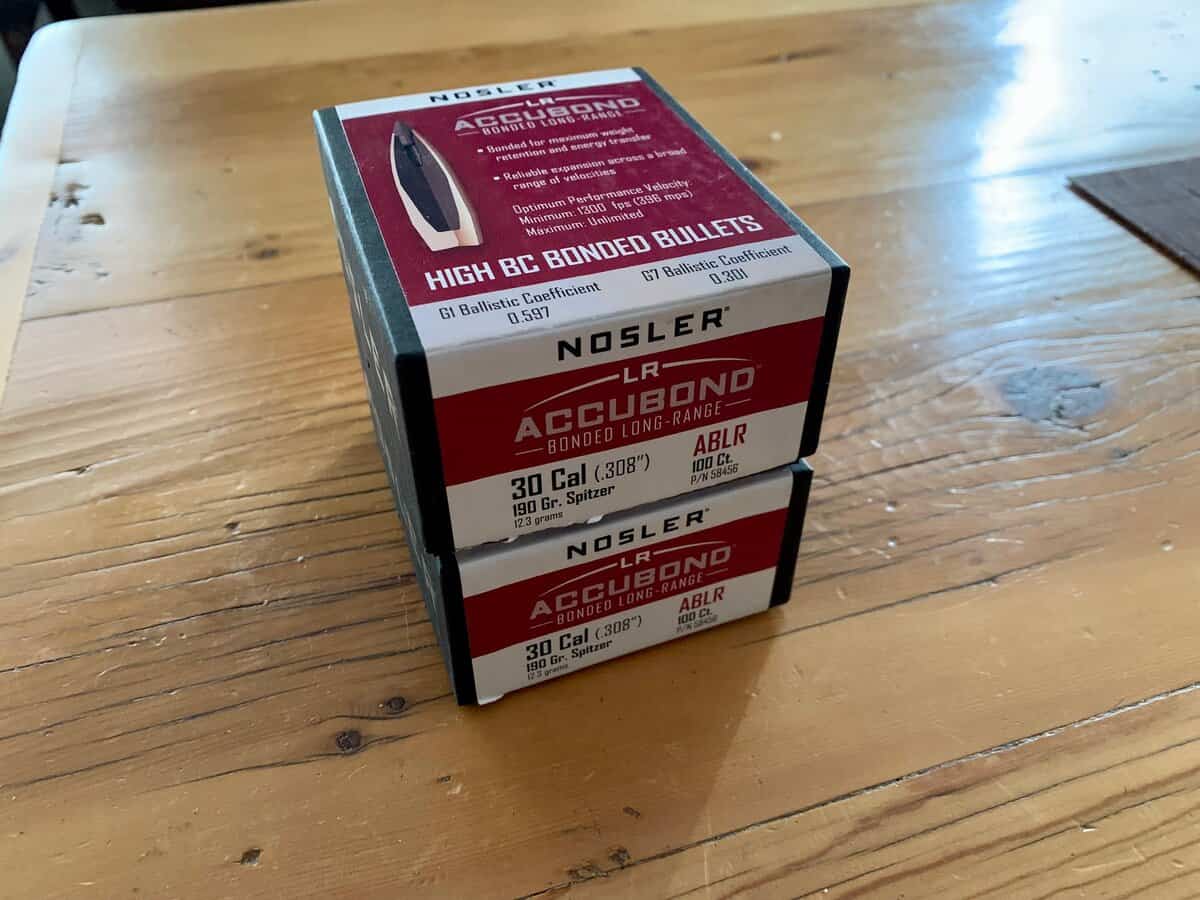 NOSLER
LR
ACCUBOND
BONDED LONG-RANGE
• Bonded for maximum weight
retention and energy transfer
• Reliable expansion across a broad
range of velocities
Optimum Performance Velocity:
Minimum: 1300 fps (396 mps)
Maximum: Unlimited
HIGH BC BONDED BULLETS
G1 Ballistic Coefficient
0.597
G7 Ballistic Coefficient
0.301
NOSLER®
LR
ACCUBOND™
BONDED LONG-RANGE
30 Cal (.308")
190 Gr. Spitzer
12.3 grams
ABLR
100 Ct.
P/N 58456
NOSLER®
LR
ACCUBOND™
BONDED LONG-RANGE
30 Cal (.308")
190 Gr. Spitzer
12.3 grams
ABLR
100 Ct.
P/N 58456